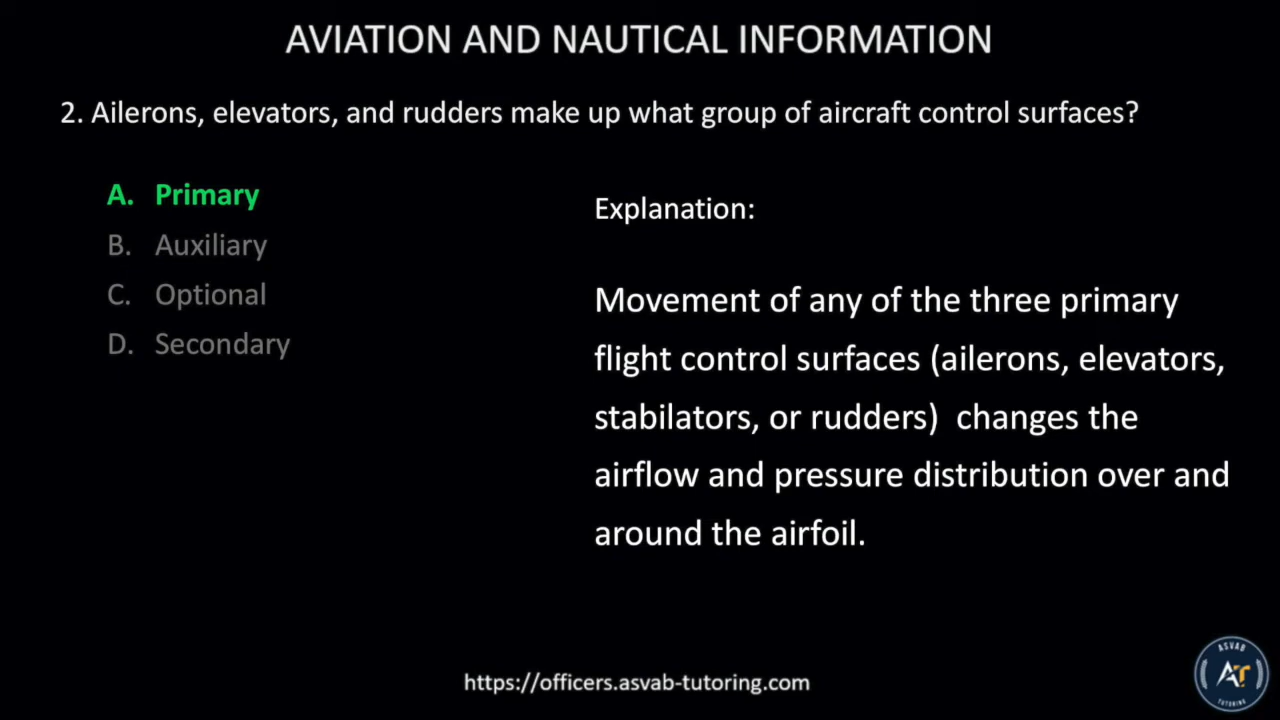 AVIATION AND NAUTICAL INFORMATION
2. Ailerons, elevators, and rudders make up what group of aircraft control surfaces?
A. Primary
B. Auxiliary
C. Optional
D. Secondary
Explanation:
Movement of any of the three primary
flight control surfaces (ailerons, elevators,
stabilators, or rudders)  changes the
airflow and pressure distribution over and
around the airfoil.
https://officers.asvab-tutoring.com
ASVAB
AT
TUTORING